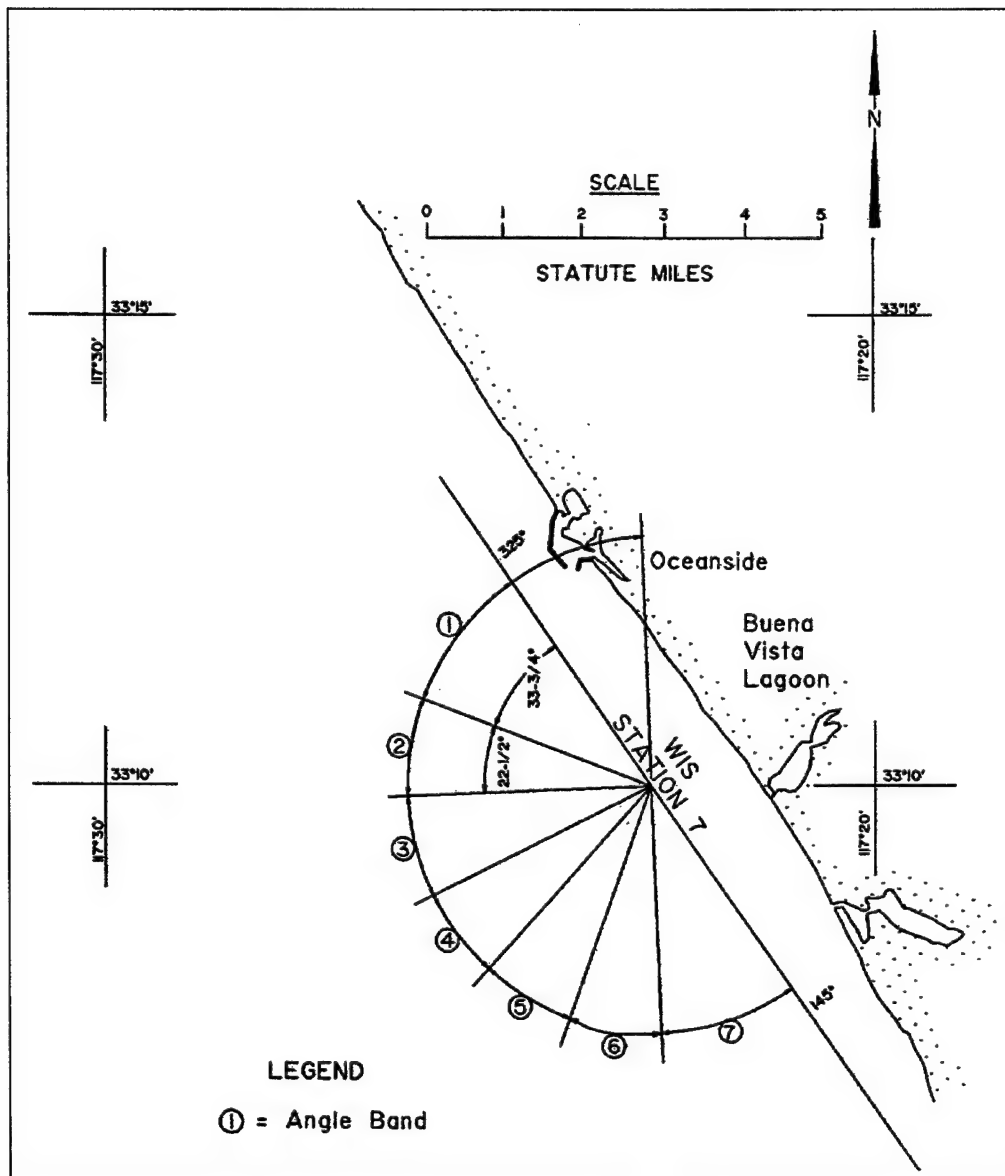 N
SCALE
0 1 2 3 4 5
STATUTE MILES
33°15'
117°30'
33°15'
117°20'
325°
Oceanside
Buena
Vista
Lagoon
①
33-3/4°
②
22-1/2°
WIS
STATION 7
33°10'
117°30'
33°10'
117°20'
③
④
⑤
⑥
⑦
145°
LEGEND
① = Angle Band